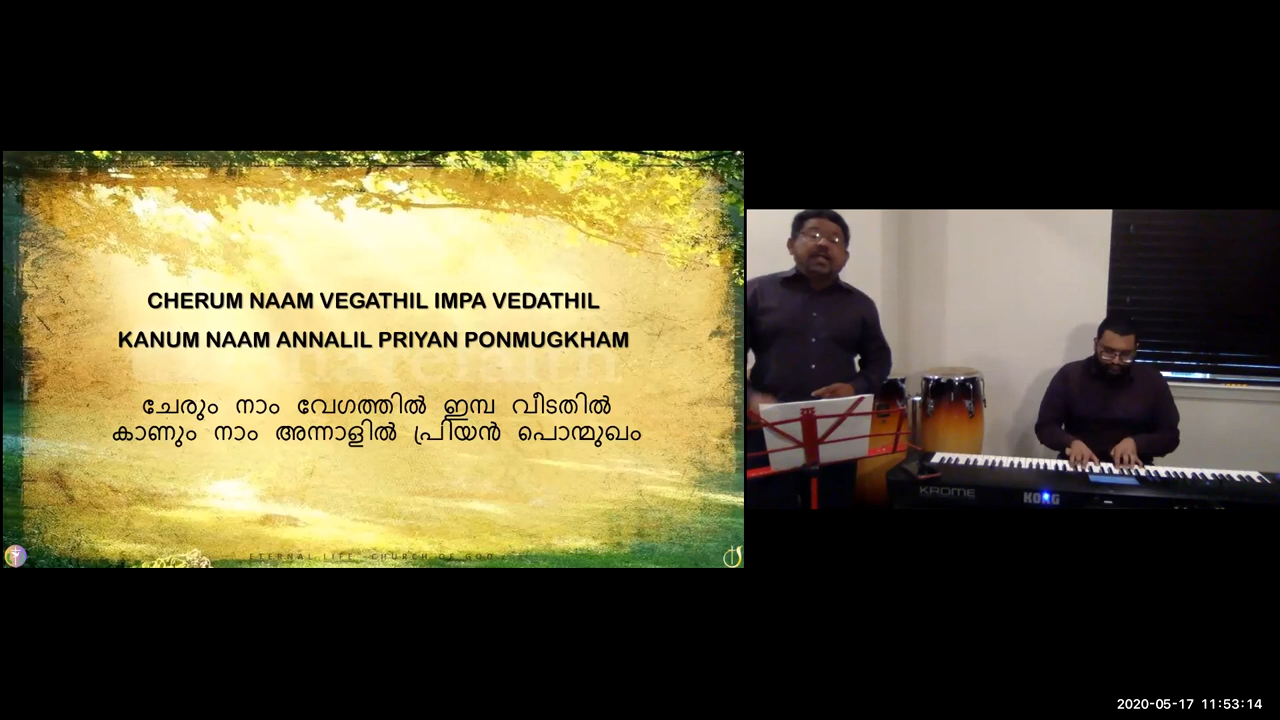 CHERUM NAAM VEGATHIL IMPA VEDATHIL
KANUM NAAM ANNALIL PRIYAN PONMUGKHAM
ചേരും നാം വേഗത്തിൽ ഇമ്പ വീടതിൽ
കാണും നാം അന്നാളിൽ പ്രിയൻ പൊന്മുഖം
ETERNAL LIFE CHURCH OF GOD
KROME
KORG
2020-05-17 11:53:14